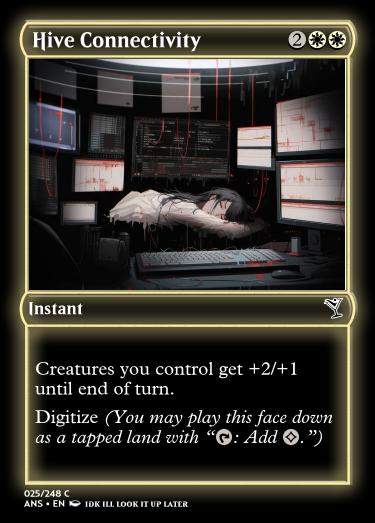 Hive Connectivity 2
Instant
Creatures you control get +2/+1
until end of turn.
Digitize (You may play this face down
as a tapped land with “: Add .”)
025/248 C
ANS • EN IDK ILL LOOK IT UP LATER